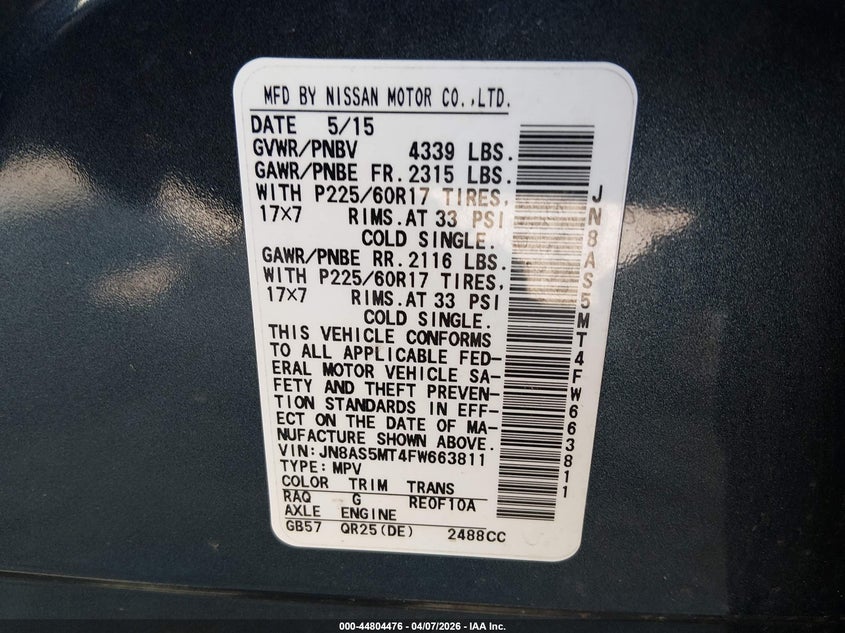 MFD BY NISSAN MOTOR CO.,LTD.
DATE 5/15
GVWR/PNBV 4339 LBS.
GAWR/PNBE FR.2315 LBS.
WITH P225/60R17 TIRES,
17×7 RIMS.AT 33 PSI
COLD SINGLE.
GAWR/PNBE RR.2116 LBS.
WITH P225/60R17 TIRES,
17×7 RIMS.AT 33 PSI
COLD SINGLE.
THIS VEHICLE CONFORMS
TO ALL APPLICABLE FED-
ERAL MOTOR VEHICLE SA-
FETY AND THEFT PREVEN-
TION STANDARDS IN EFF-
ECT ON THE DATE OF MA-
NUFACTURE SHOWN ABOVE.
VIN:JN8AS5MT4FW663811
TYPE:MPV
COLOR TRIM TRANS
RAQ G RE0F10A
AXLE ENGINE
GB57 QR25(DE) 2488CC
JN8AS5MT4FW663811
000-44804476 - 04/07/2026 - IAA Inc.